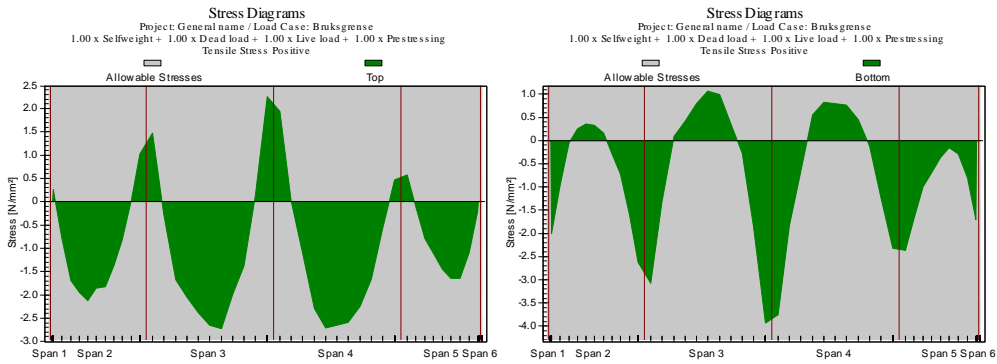 Stress Diagrams
Project: General name / Load Case: Bruksgrense
1.00 x Selfweight + 1.00 x Dead load + 1.00 x Live load + 1.00 x Prestressing
Tensile Stress Positive
Allowable Stresses Top
2.5
2.0
1.5
1.0
0.5
0
-0.5
-1.0
-1.5
-2.0
-2.5
-3.0
Stress [N/mm²]
Span 1 Span 2 Span 3 Span 4 Span 5 Span 6
Stress Diagrams
Project: General name / Load Case: Bruksgrense
1.00 x Selfweight + 1.00 x Dead load + 1.00 x Live load + 1.00 x Prestressing
Tensile Stress Positive
Allowable Stresses Bottom
1.0
0.5
0
-0.5
-1.0
-1.5
-2.0
-2.5
-3.0
-3.5
-4.0
Stress [N/mm²]
Span 1 Span 2 Span 3 Span 4 Span 5 Span 6